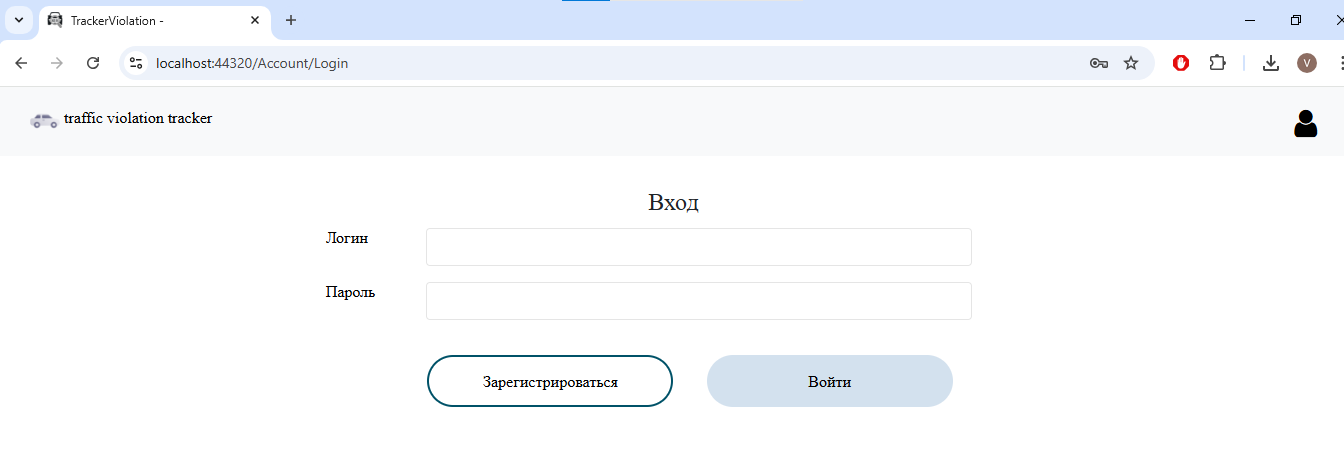 TrackerViolation -
localhost:44320/Account/Login
V
traffic violation tracker
Вход
Логин
Пароль
Зарегистрироваться
Войти